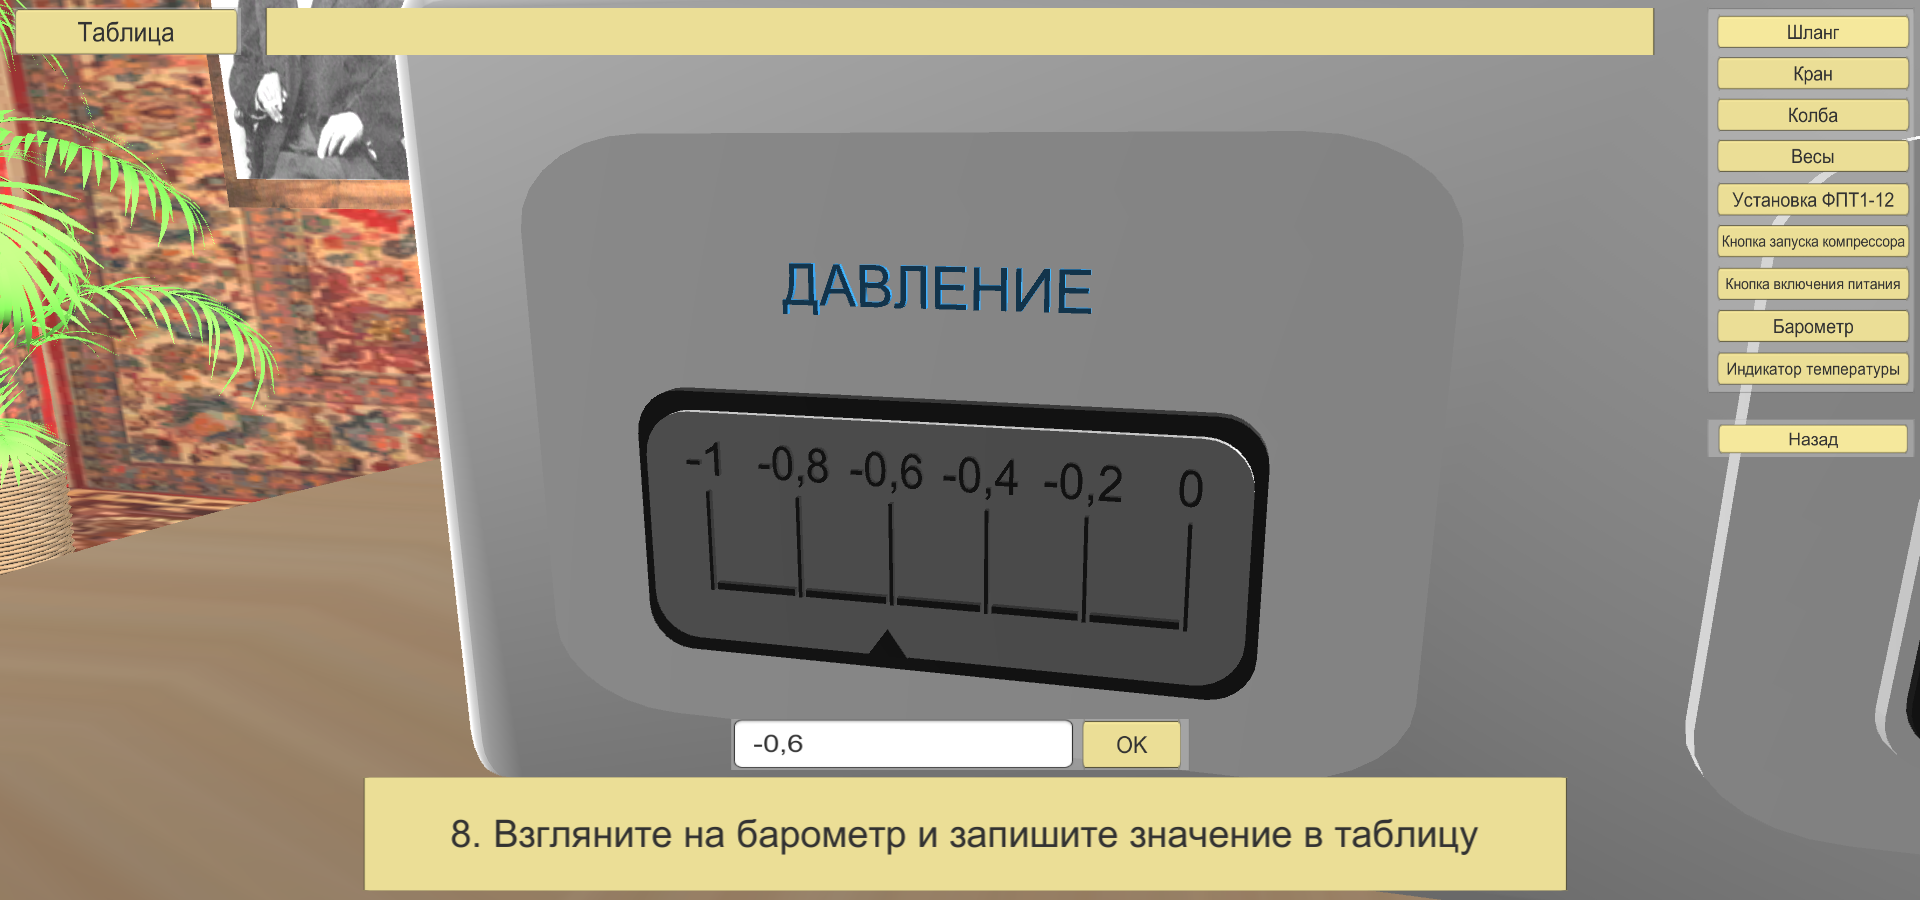 Таблица
Шланг
Кран
Колба
Весы
Установка ФПТ1-12
Кнопка запуска компрессора
Кнопка включения питания
Барометр
Индикатор температуры
Назад
ДАВЛЕНИЕ
-1 -0,8 -0,6 -0,4 -0,2 0
-0,6
OK
8. Взгляните на барометр и запишите значение в таблицу